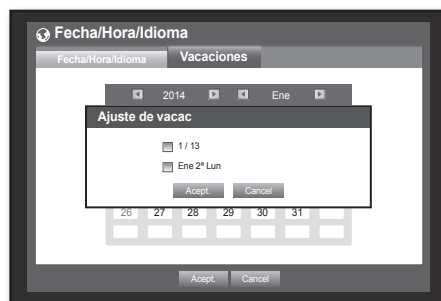 Fecha/Hora/Idioma
Fecha/Hora/Idioma Vacaciones
2014 Ene
Ajuste de vacac
1 / 13
Ene 2ª Lun
Acept. Cancel
26 27 28 29 30 31
Acept. Cancel